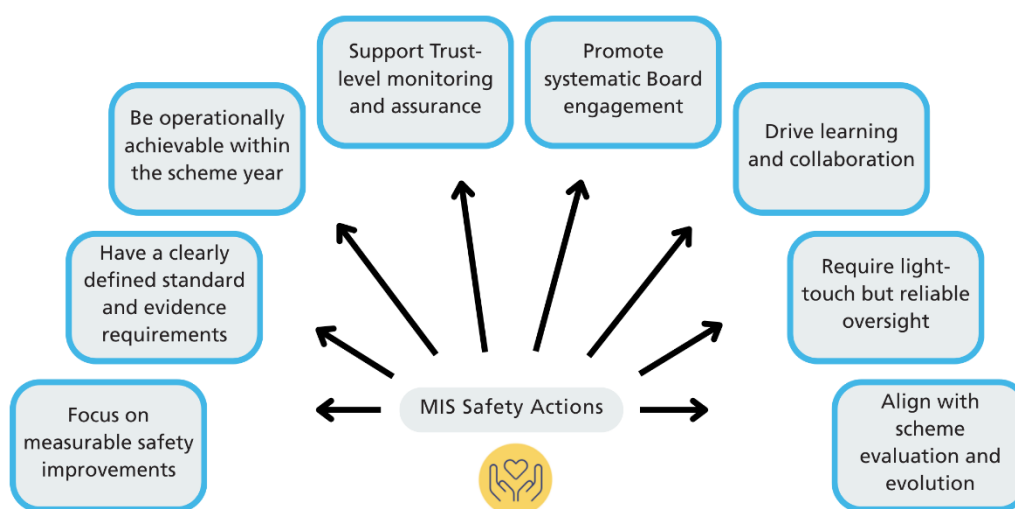 Focus on
measurable safety
improvements
Have a clearly
defined standard
and evidence
requirements
Be operationally
achievable within
the scheme year
Support Trust-
level monitoring
and assurance
Promote
systematic Board
engagement
Drive learning
and collaboration
Require light-
touch but reliable
oversight
Align with
scheme
evaluation and
evolution
MIS Safety Actions